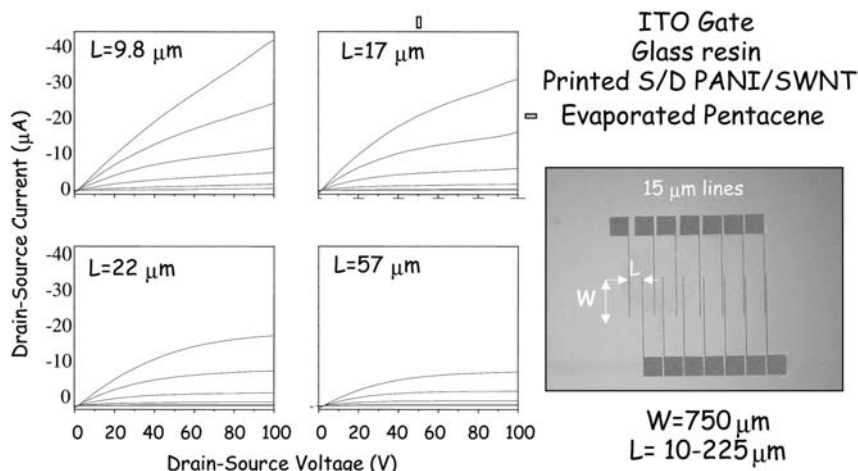 ITO Gate
Glass resin
Printed S/D PANI/SWNT
Evaporated Pentacene
Drain-Source Current (μA)
-40
-30
-20
-10
0
L=9.8 μm
L=17 μm
-40
-30
-20
-10
0
L=22 μm
L=57 μm
0 20 40 60 80 100
0 20 40 60 80 100
Drain-Source Voltage (V)
15 μm lines
L
W
W=750 μm
L= 10-225 μm